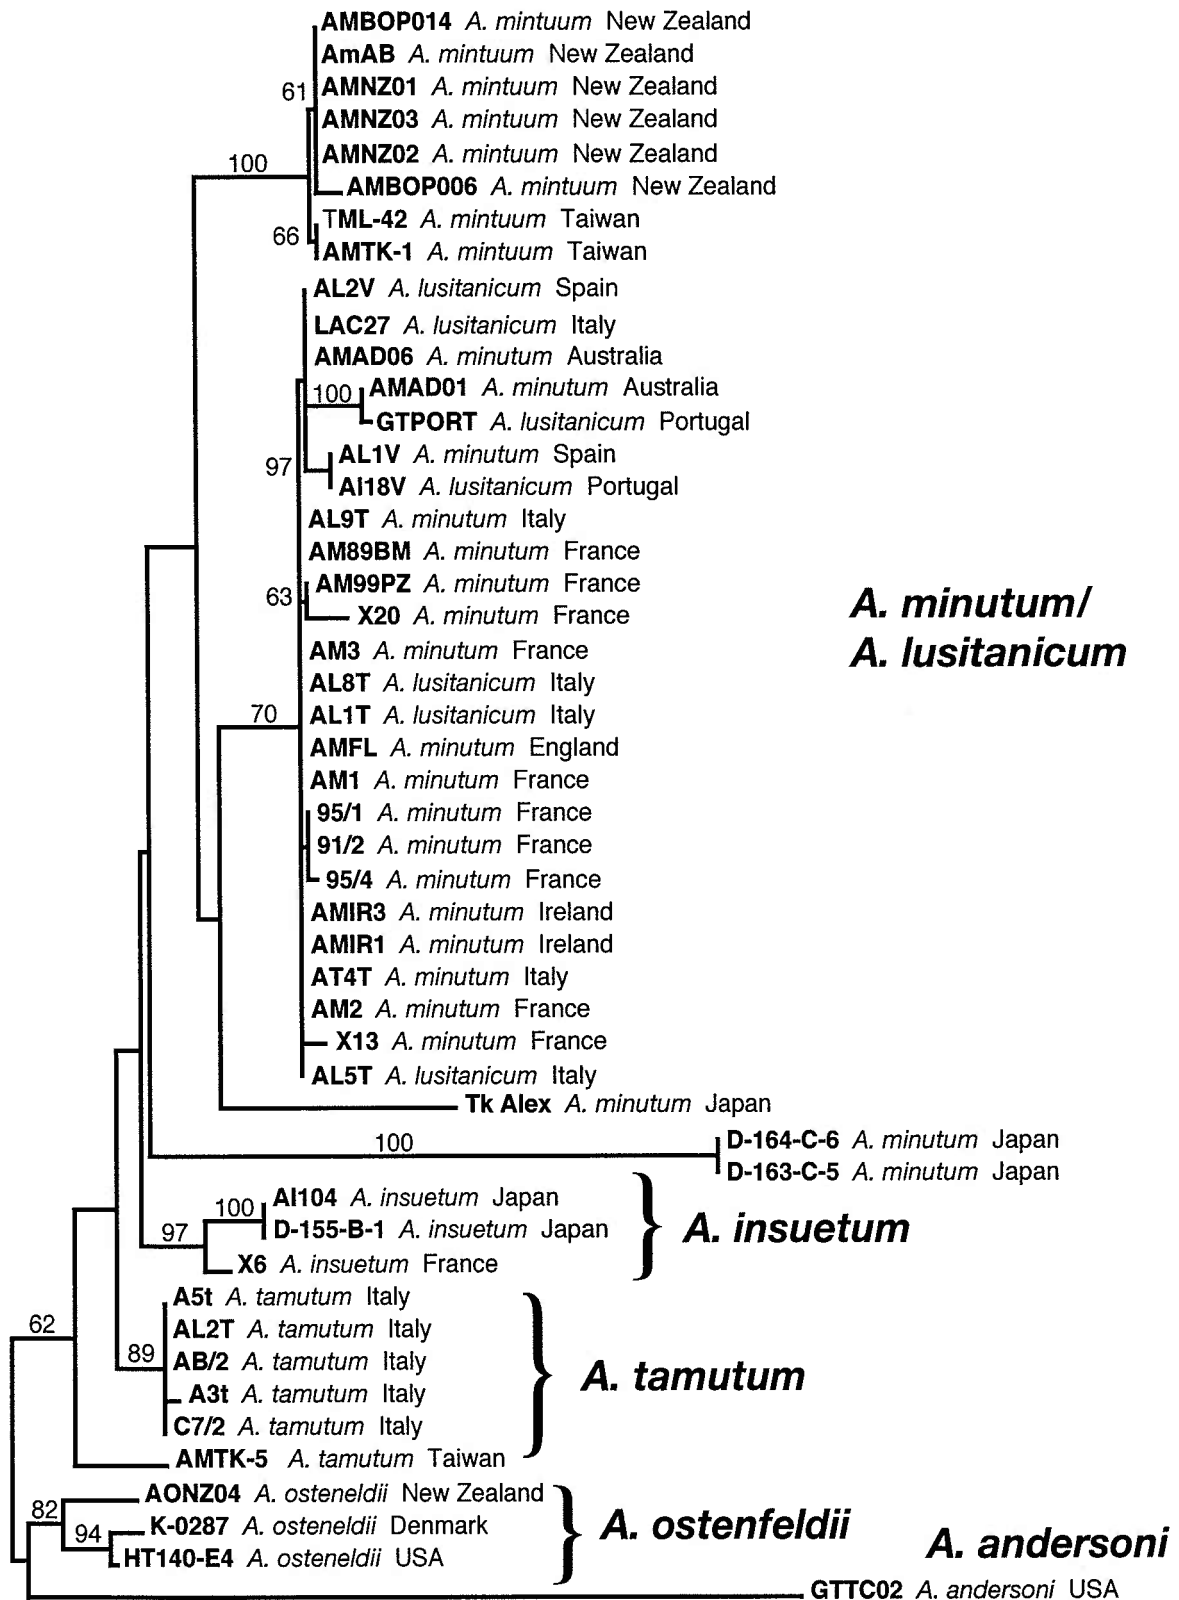 AMBOP014 A. mintuum New Zealand
AmAB A. mintuum New Zealand
61
AMNZ01 A. mintuum New Zealand
AMNZ03 A. mintuum New Zealand
AMNZ02 A. mintuum New Zealand
100
AMBOP006 A. mintuum New Zealand
TML-42 A. mintuum Taiwan
66
AMTK-1 A. mintuum Taiwan
AL2V A. lusitanicum Spain
LAC27 A. lusitanicum Italy
AMAD06 A. minutum Australia
100
AMAD01 A. minutum Australia
GTPORT A. lusitanicum Portugal
AL1V A. minutum Spain
97
Al18V A. lusitanicum Portugal
AL9T A. minutum Italy
AM89BM A. minutum France
AM99PZ A. minutum France
63
X20 A. minutum France
A. minutum/
A. lusitanicum
AM3 A. minutum France
AL8T A. lusitanicum Italy
70
AL1T A. lusitanicum Italy
AMFL A. minutum England
AM1 A. minutum France
95/1 A. minutum France
91/2 A. minutum France
95/4 A. minutum France
AMIR3 A. minutum Ireland
AMIR1 A. minutum Ireland
AT4T A. minutum Italy
AM2 A. minutum France
X13 A. minutum France
AL5T A. lusitanicum Italy
Tk Alex A. minutum Japan
100
D-164-C-6 A. minutum Japan
D-163-C-5 A. minutum Japan
100
AI104 A. insuetum Japan
97
D-155-B-1 A. insuetum Japan
A. insuetum
X6 A. insuetum France
A5t A. tamutum Italy
62
AL2T A. tamutum Italy
89
AB/2 A. tamutum Italy
A. tamutum
A3t A. tamutum Italy
C7/2 A. tamutum Italy
AMTK-5 A. tamutum Taiwan
AONZ04 A. osteneldii New Zealand
82
94
K-0287 A. osteneldii Denmark
A. ostenfeldii
HT140-E4 A. osteneldii USA
A. andersoni
GTTC02 A. andersoni USA